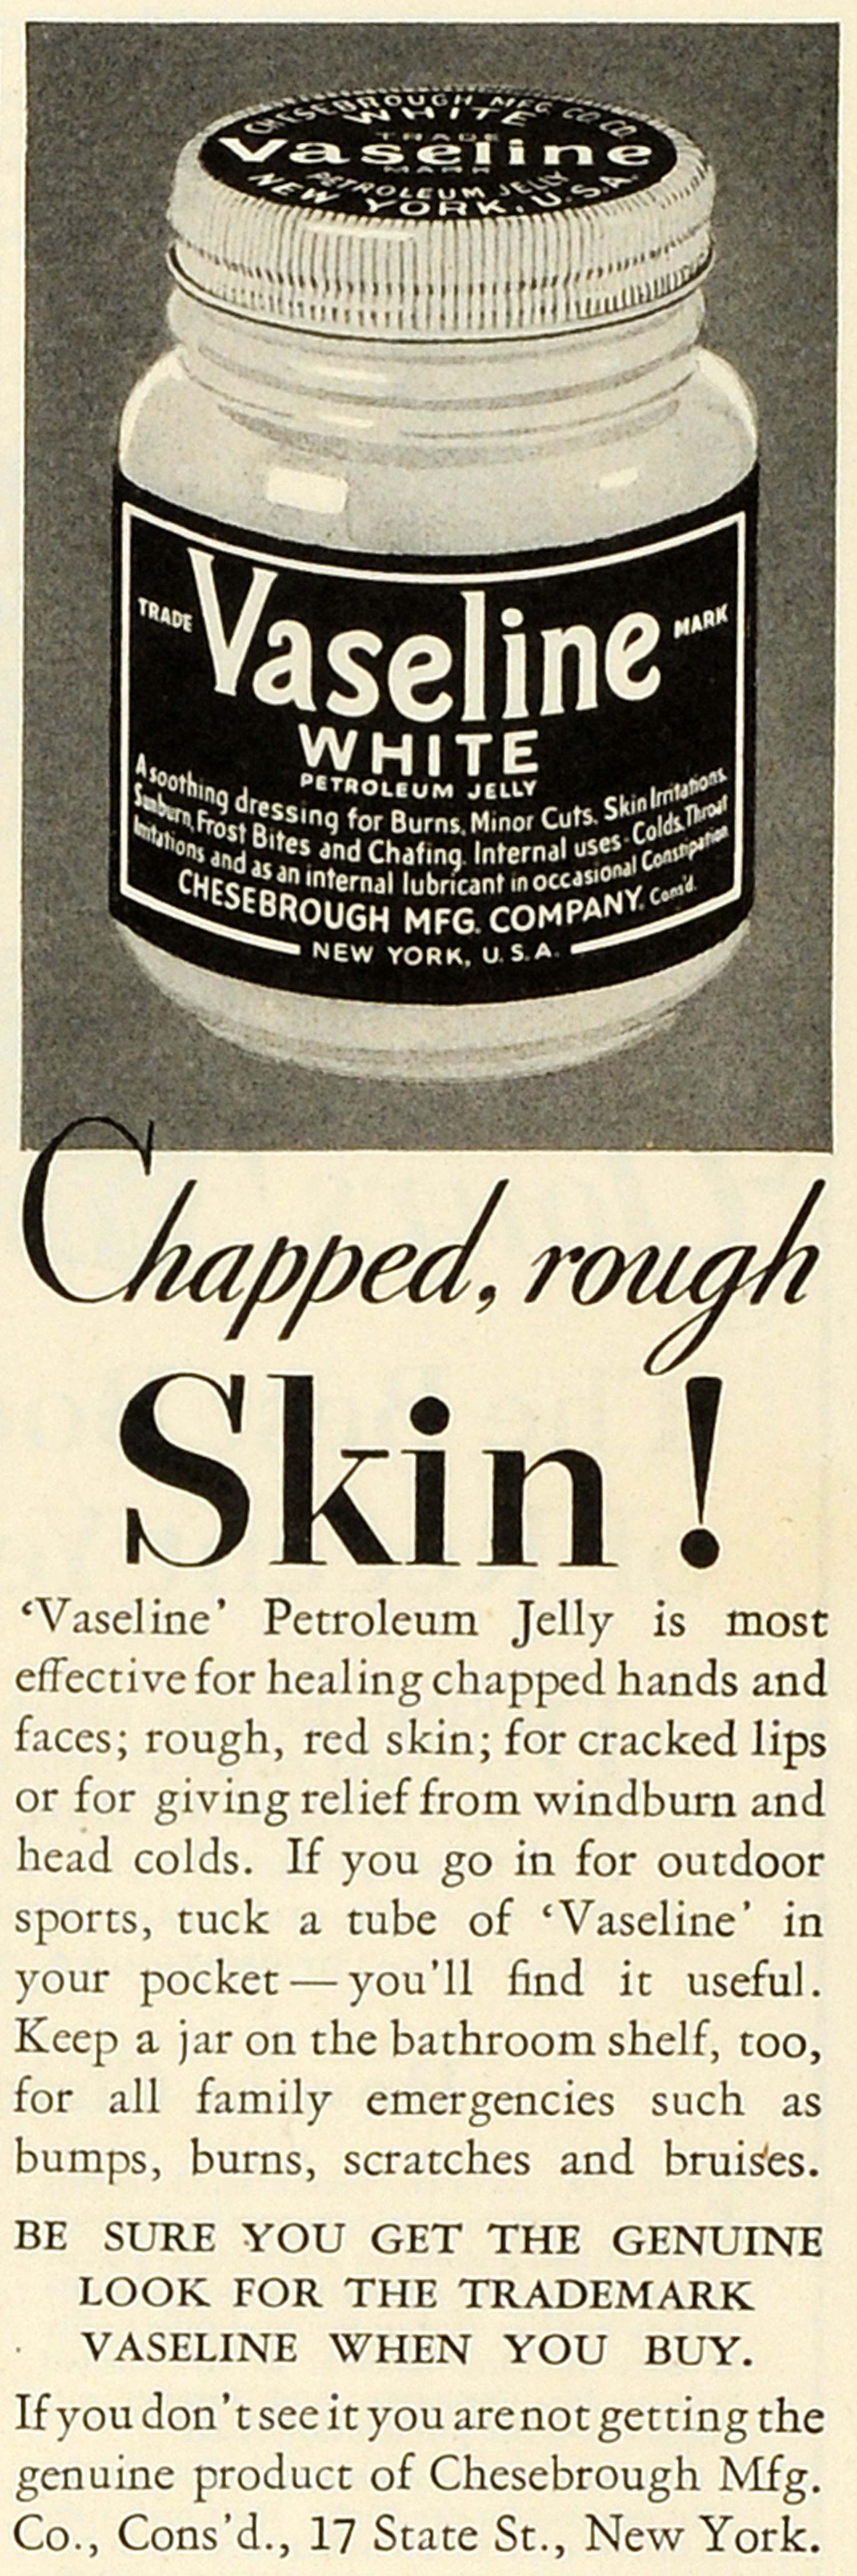 CHESEBROUGH MFG. CO. CO.
WHITE
TRADE
Vaseline
MARK
PETROLEUM JELLY
NEW YORK, U.S.A.
TRADE Vaseline MARK
WHITE
PETROLEUM JELLY
A soothing dressing for Burns, Minor Cuts, Skin Irritations,
Sunburn, Frost Bites and Chafing. Internal uses - Colds, Throat
Irritations and as an internal lubricant in occasional Constipation
CHESEBROUGH MFG. COMPANY, Cons'd.
NEW YORK, U.S.A.
Chapped, rough
Skin!
‘Vaseline’ Petroleum Jelly is most
effective for healing chapped hands and
faces; rough, red skin; for cracked lips
or for giving relief from windburn and
head colds. If you go in for outdoor
sports, tuck a tube of ‘Vaseline’ in
your pocket—you'll find it useful.
Keep a jar on the bathroom shelf, too,
for all family emergencies such as
bumps, burns, scratches and bruises.
BE SURE YOU GET THE GENUINE
LOOK FOR THE TRADEMARK
VASELINE WHEN YOU BUY.
If you don't see it you are not getting the
genuine product of Chesebrough Mfg.
Co., Cons'd., 17 State St., New York.